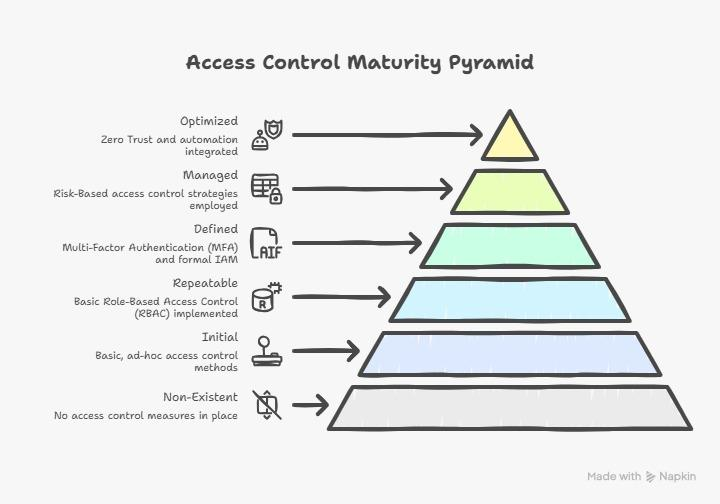 Access Control Maturity Pyramid
Optimized
Zero Trust and automation
integrated
Managed
Risk-Based access control strategies
employed
Defined
Multi-Factor Authentication (MFA)
and formal IAM
AIF
Repeatable
Basic Role-Based Access Control
(RBAC) implemented
R
Initial
Basic, ad-hoc access control
methods
Non-Existent
No access control measures in place
Made with Napkin